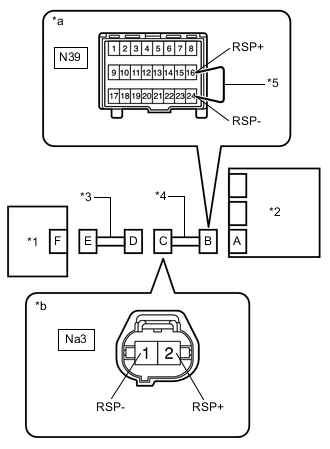 *a
N39
1 2 3 4 5 6 7 8
RSP+
9 10 11 12 13 14 15 16
*5
17 18 19 20 21 22 23 24
RSP-
*3
*4
*2
*1
F
E
D
C
B
A
*b
Na3
1 2
RSP-
RSP+